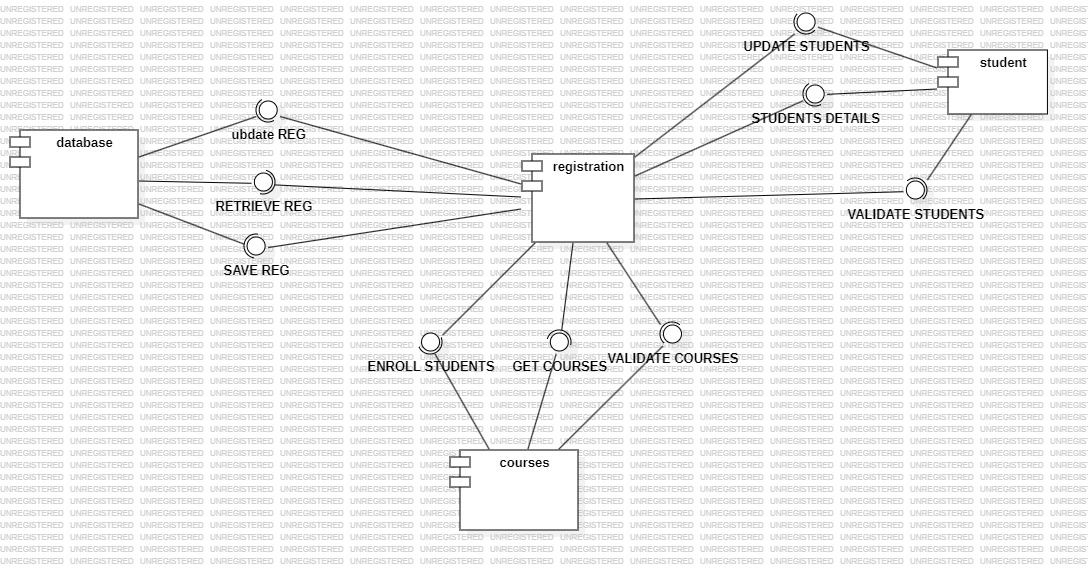 UPDATE STUDENTS
student
STUDENTS DETAILS
ubdate REG
database
registration
RETRIEVE REG
VALIDATE STUDENTS
SAVE REG
ENROLL STUDENTS
GET COURSES
VALIDATE COURSES
courses
UNREGISTERED